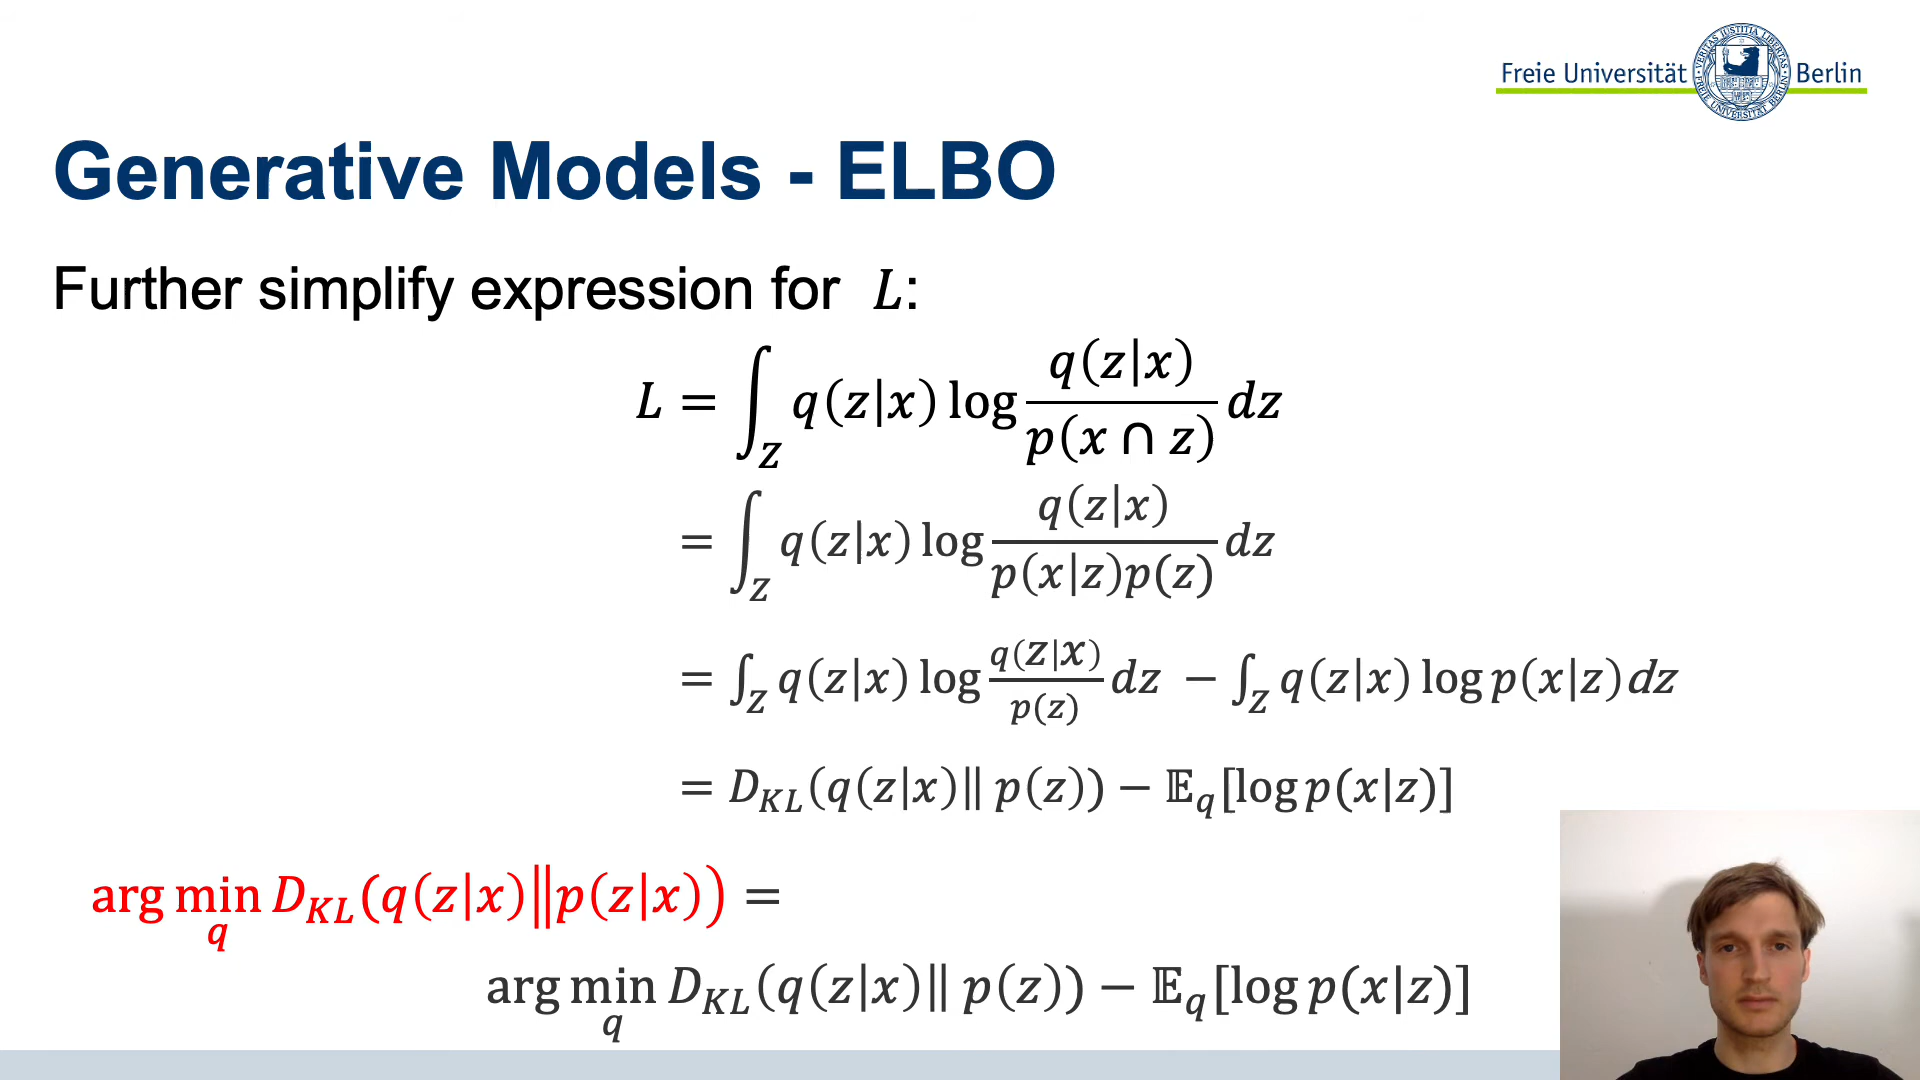 Freie Universität Berlin
Generative Models - ELBO
Further simplify expression for L:
L = ∫_Z q(z|x) log q(z|x) / p(x ∩ z) dz
= ∫_Z q(z|x) log q(z|x) / p(x|z)p(z) dz
= ∫_Z q(z|x) log q(z|x) / p(z) dz − ∫_Z q(z|x) log p(x|z) dz
= D_KL(q(z|x)‖ p(z)) − 𝔼_q[log p(x|z)]
arg min_q D_KL(q(z|x)‖p(z|x)) =
arg min_q D_KL(q(z|x)‖ p(z)) − 𝔼_q[log p(x|z)]